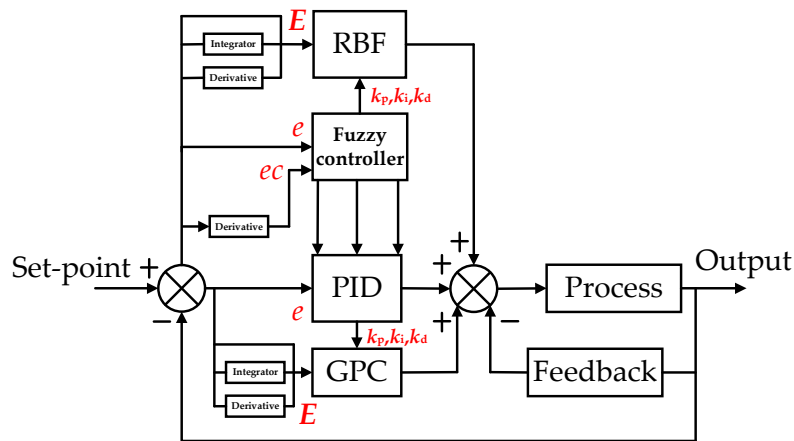 E
RBF
Integrator
Derivative
kp,ki,kd
e
Fuzzy
controller
ec
Derivative
+
+
Set-point +
PID
Process
Output
−
e
+
−
kp,ki,kd
Integrator
GPC
Feedback
Derivative
E